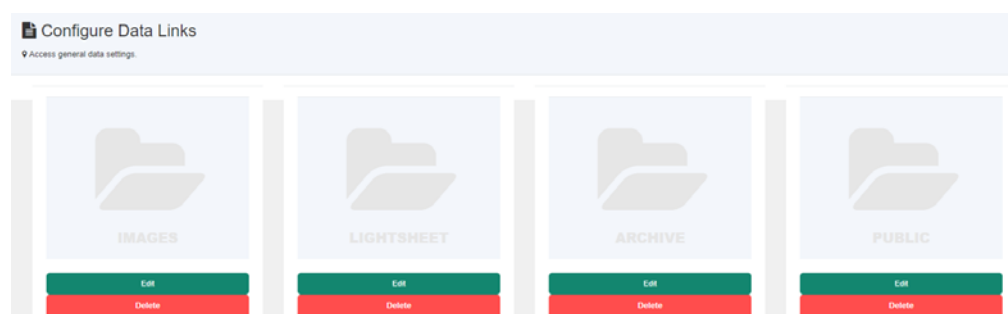 Configure Data Links
Access general data settings.
IMAGES
LIGHTSHEET
ARCHIVE
PUBLIC
Edit
Edit
Edit
Edit
Delete
Delete
Delete
Delete